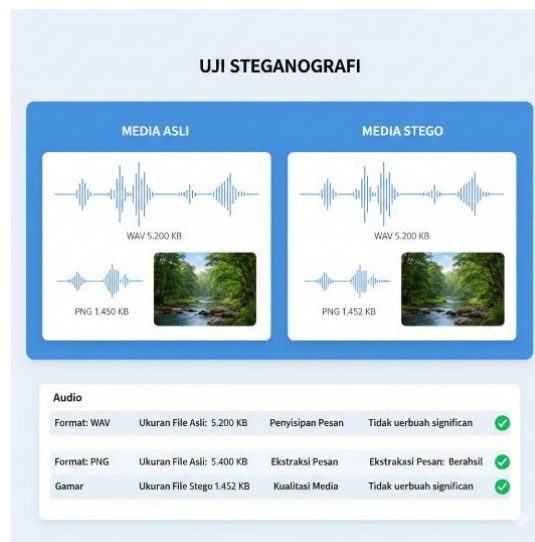 UJI STEGANOGRAFI
MEDIA ASLI
MEDIA STEGO
WAV 5.200 KB
WAV 5.200 KB
PNG 1.450 KB
PNG 1.452 KB
Audio
Format: WAV Ukuran File Asli: 5.200 KB Penyisipan Pesan Tidak uerbuah significan
Format: PNG Ukuran File Asli: 5.400 KB Ekstraksi Pesan Ekstrakasi Pesan: Berahsil
Gamar Ukuran File Stego 1.452 KB Kualitasi Media Tidak uerbuah significan